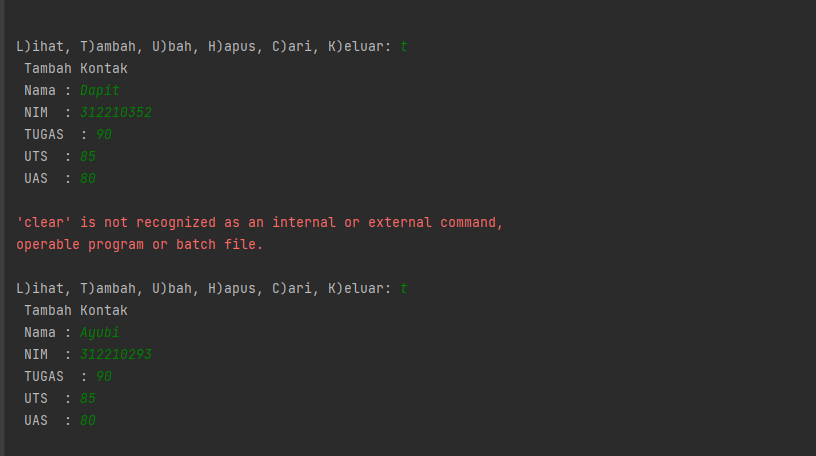 L)ihat, T)ambah, U)bah, H)apus, C)ari, K)eluar: t
Tambah Kontak
Nama : Dapit
NIM  : 312210352
TUGAS  : 90
UTS  : 85
UAS  : 80
'clear' is not recognized as an internal or external command,
operable program or batch file.
L)ihat, T)ambah, U)bah, H)apus, C)ari, K)eluar: t
Tambah Kontak
Nama : Ayubi
NIM  : 312210293
TUGAS  : 90
UTS  : 85
UAS  : 80